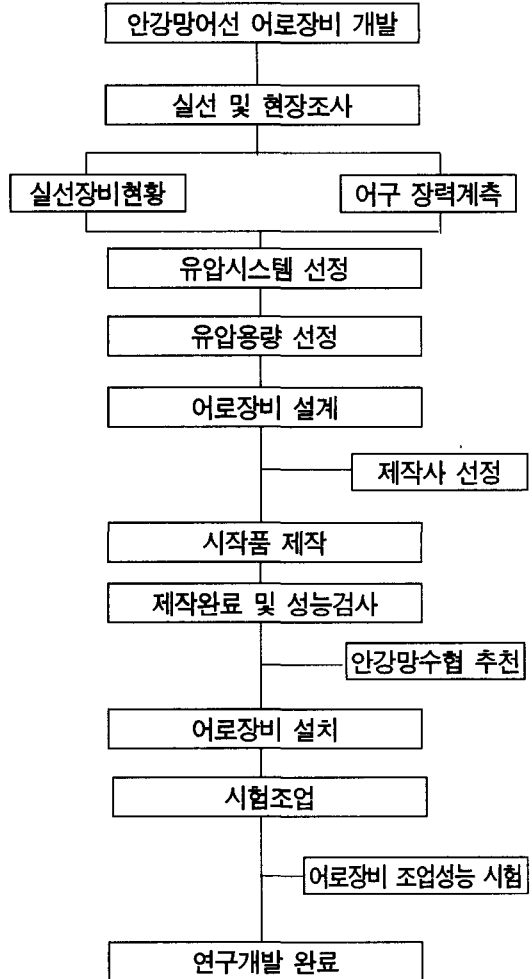 안강망어선 어로장비 개발
실선 및 현장조사
실선장비현황
어구 장력계측
유압시스템 선정
유압용량 선정
어로장비 설계
제작사 선정
시작품 제작
제작완료 및 성능검사
안강망수협 추천
어로장비 설치
시험조업
어로장비 조업성능 시험
연구개발 완료